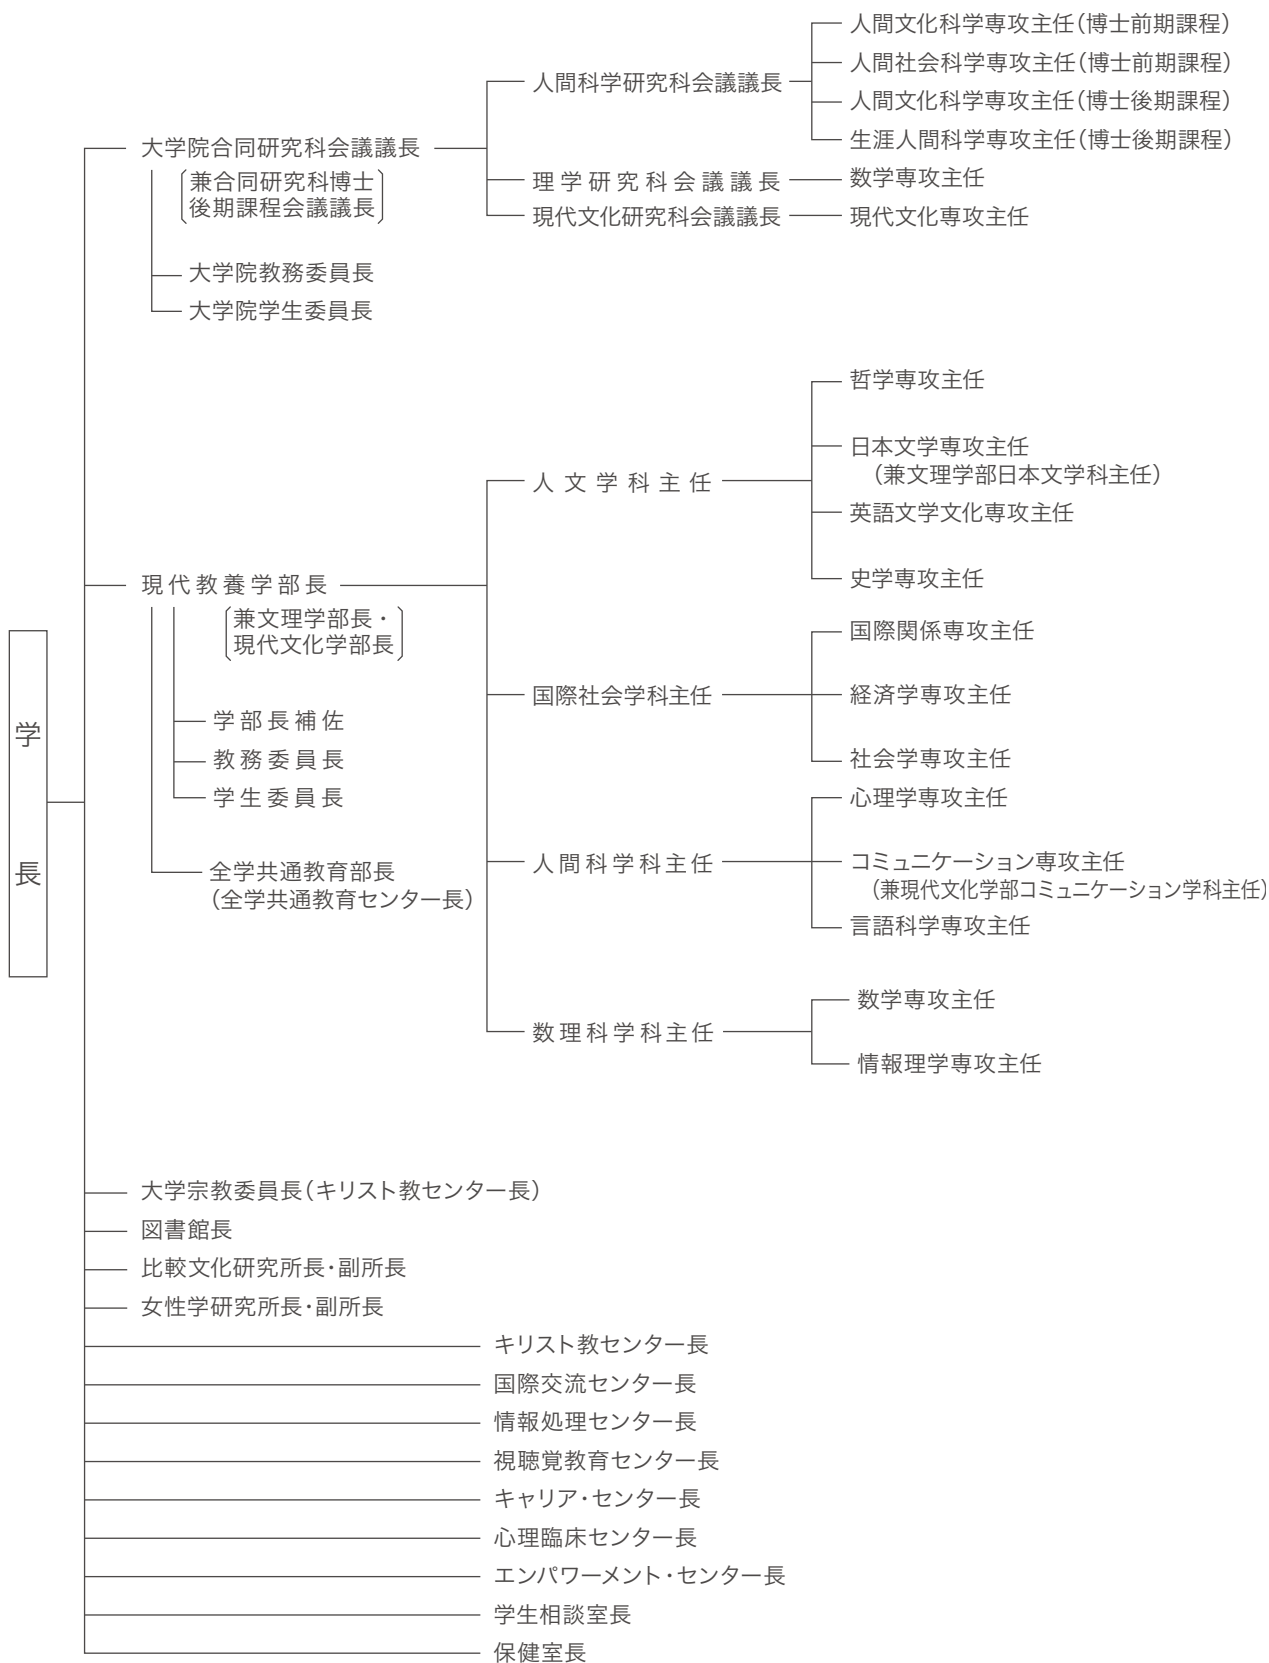 学長
大学院合同研究科会議議長
兼合同研究科博士
後期課程会議議長
大学院教務委員長
大学院学生委員長
人間科学研究科会議議長
人間文化科学専攻主任(博士前期課程)
人間社会科学専攻主任(博士前期課程)
人間文化科学専攻主任(博士後期課程)
生涯人間科学専攻主任(博士後期課程)
理学研究科会議議長
数学専攻主任
現代文化研究科会議議長
現代文化専攻主任
現代教養学部長
兼文理学部長・
現代文化学部長
学部長補佐
教務委員長
学生委員長
全学共通教育部長
(全学共通教育センター長)
人文学科主任
哲学専攻主任
日本文学専攻主任
(兼文理学部日本文学科主任)
英語文学文化専攻主任
史学専攻主任
国際社会学科主任
国際関係専攻主任
経済学専攻主任
社会学専攻主任
人間科学科主任
心理学専攻主任
コミュニケーション専攻主任
(兼現代文化学部コミュニケーション学科主任)
言語科学専攻主任
数理科学科主任
数学専攻主任
情報理学専攻主任
大学宗教委員長(キリスト教センター長)
図書館長
比較文化研究所長・副所長
女性学研究所長・副所長
キリスト教センター長
国際交流センター長
情報処理センター長
視聴覚教育センター長
キャリア・センター長
心理臨床センター長
エンパワーメント・センター長
学生相談室長
保健室長